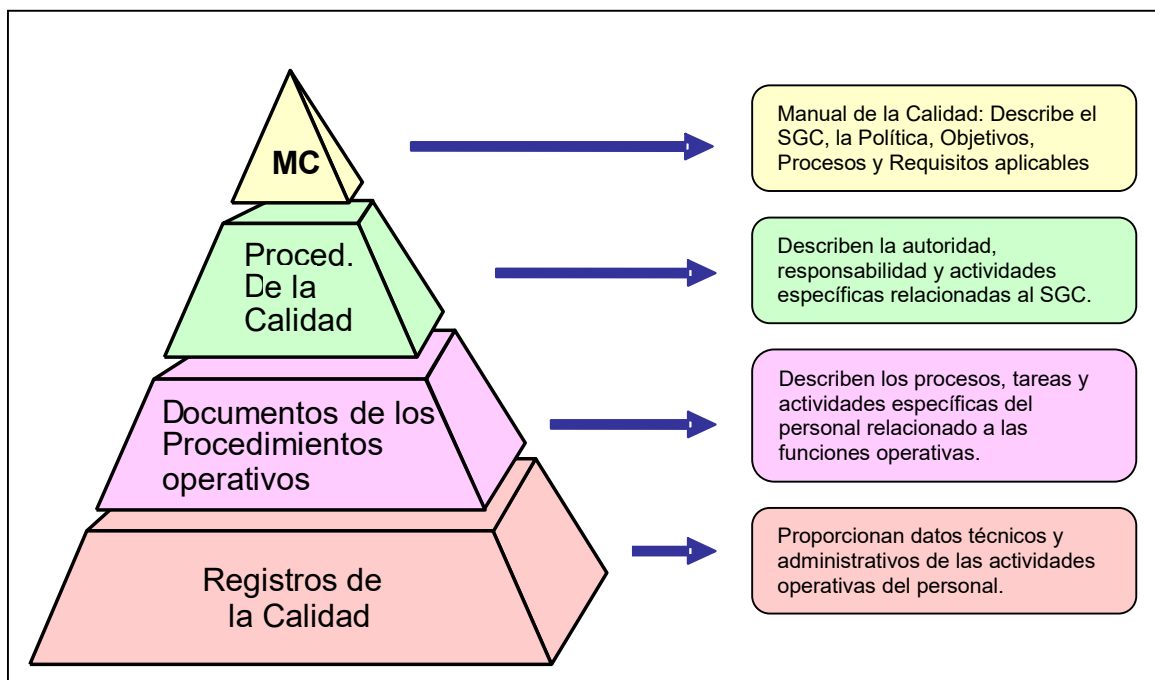 MC
Manual de la Calidad: Describe el
SGC, la Política, Objetivos,
Procesos y Requisitos aplicables
Proced.
De la
Calidad
Describen la autoridad,
responsabilidad y actividades
específicas relacionadas al SGC.
Documentos de los
Procedimientos
operativos
Describen los procesos, tareas y
actividades específicas del
personal relacionado a las
funciones operativas.
Registros de
la Calidad
Proporcionan datos técnicos y
administrativos de las actividades
operativas del personal.